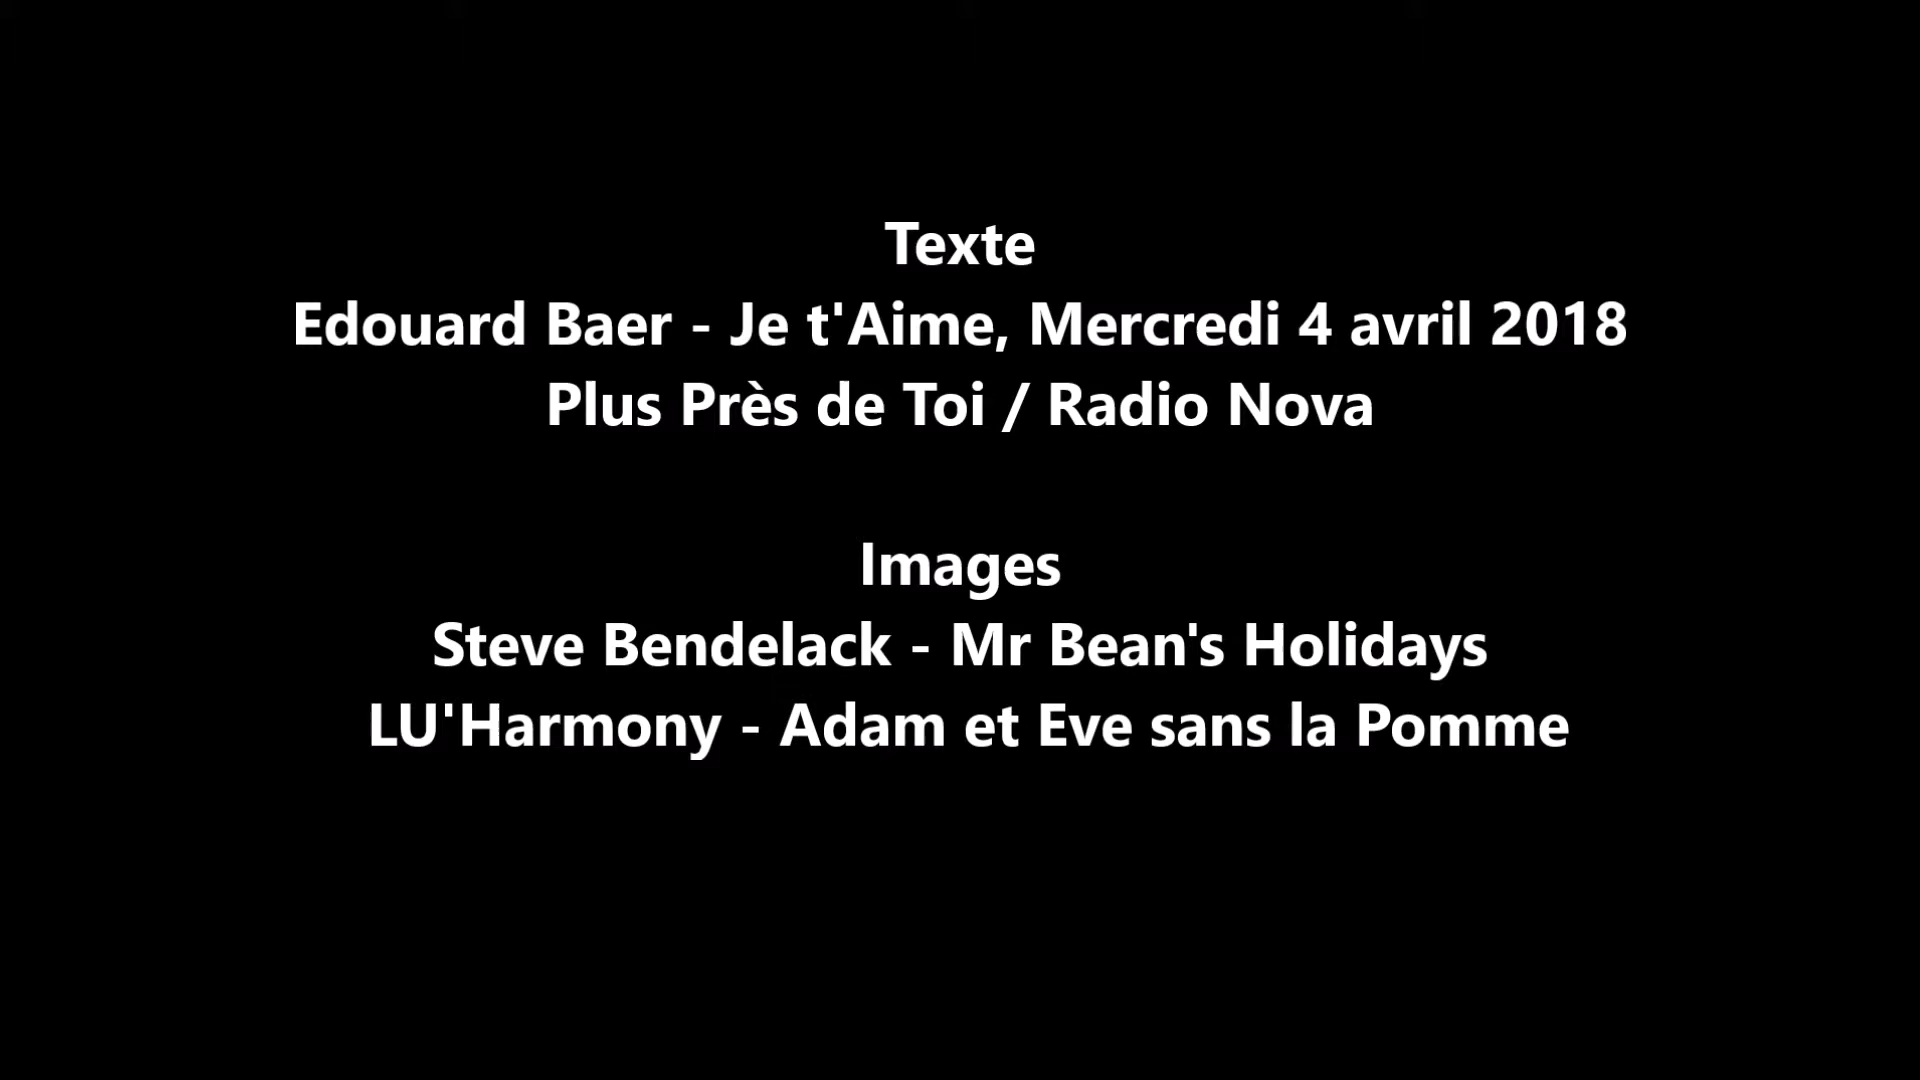 Texte
Edouard Baer - Je t'Aime, Mercredi 4 avril 2018
Plus Près de Toi / Radio Nova
Images
Steve Bendelack - Mr Bean's Holidays
LU'Harmony - Adam et Eve sans la Pomme